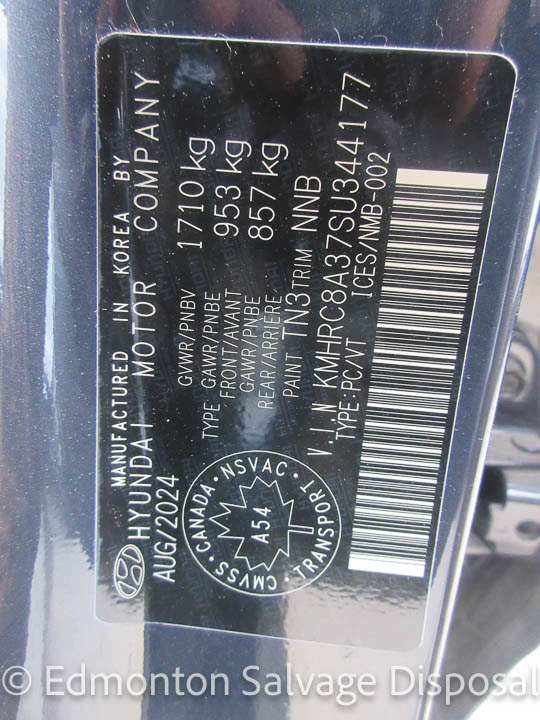 MANUFACTURED IN KOREA BY
HYUNDAI MOTOR COMPANY
AUG/2024
GVWR/PNBV 1710 kg
TYPE GAWR/PNBE
FRONT/AVANT 953 kg
GAWR/PNBE
REAR/ARRIÈRE 857 kg
PAINT TN3 TRIM NNB
V.I.N KMHRC8A37SU344177
TYPE:PC/VT ICES/NMB-002
CANADA · NSVAC · TRANSPORT · CMVSS
A54
© Edmonton Salvage Disposal